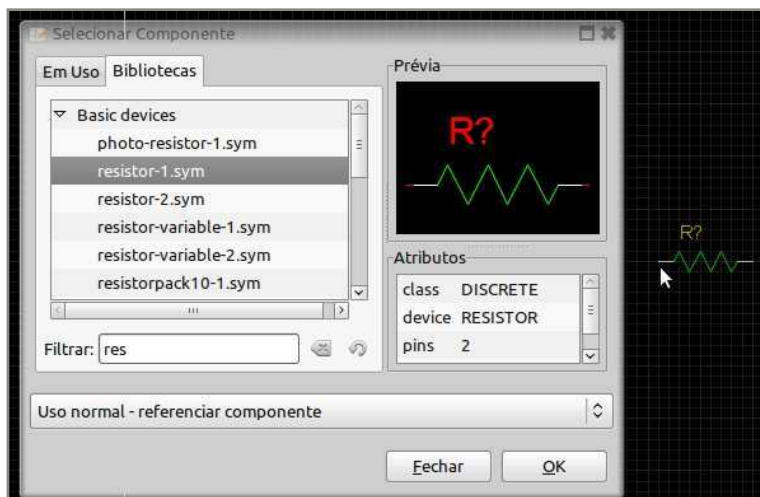 Selecionar Componente
Em Uso Bibliotecas
Basic devices
photo-resistor-1.sym
resistor-1.sym
resistor-2.sym
resistor-variable-1.sym
resistor-variable-2.sym
resistorpack10-1.sym
Filtrar: res
Prévia
R?
Atributos
class DISCRETE
device RESISTOR
pins 2
Uso normal - referenciar componente
Fechar OK
R?